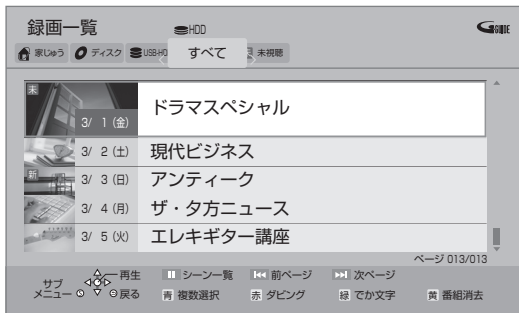 録画一覧
HDD
GGUIDE
家じゅう ディスク USB-HD すべて 未視聴
未
3/ 1 (金) ドラマスペシャル
3/ 2 (土) 現代ビジネス
新
3/ 3 (日) アンティーク
3/ 4 (月) ザ・夕方ニュース
3/ 5 (火) エレキギター講座
ページ 013/013
サブメニュー 再生 戻る
シーン一覧 前ページ 次ページ
青 複数選択 赤 ダビング 緑 でか文字 黄 番組消去